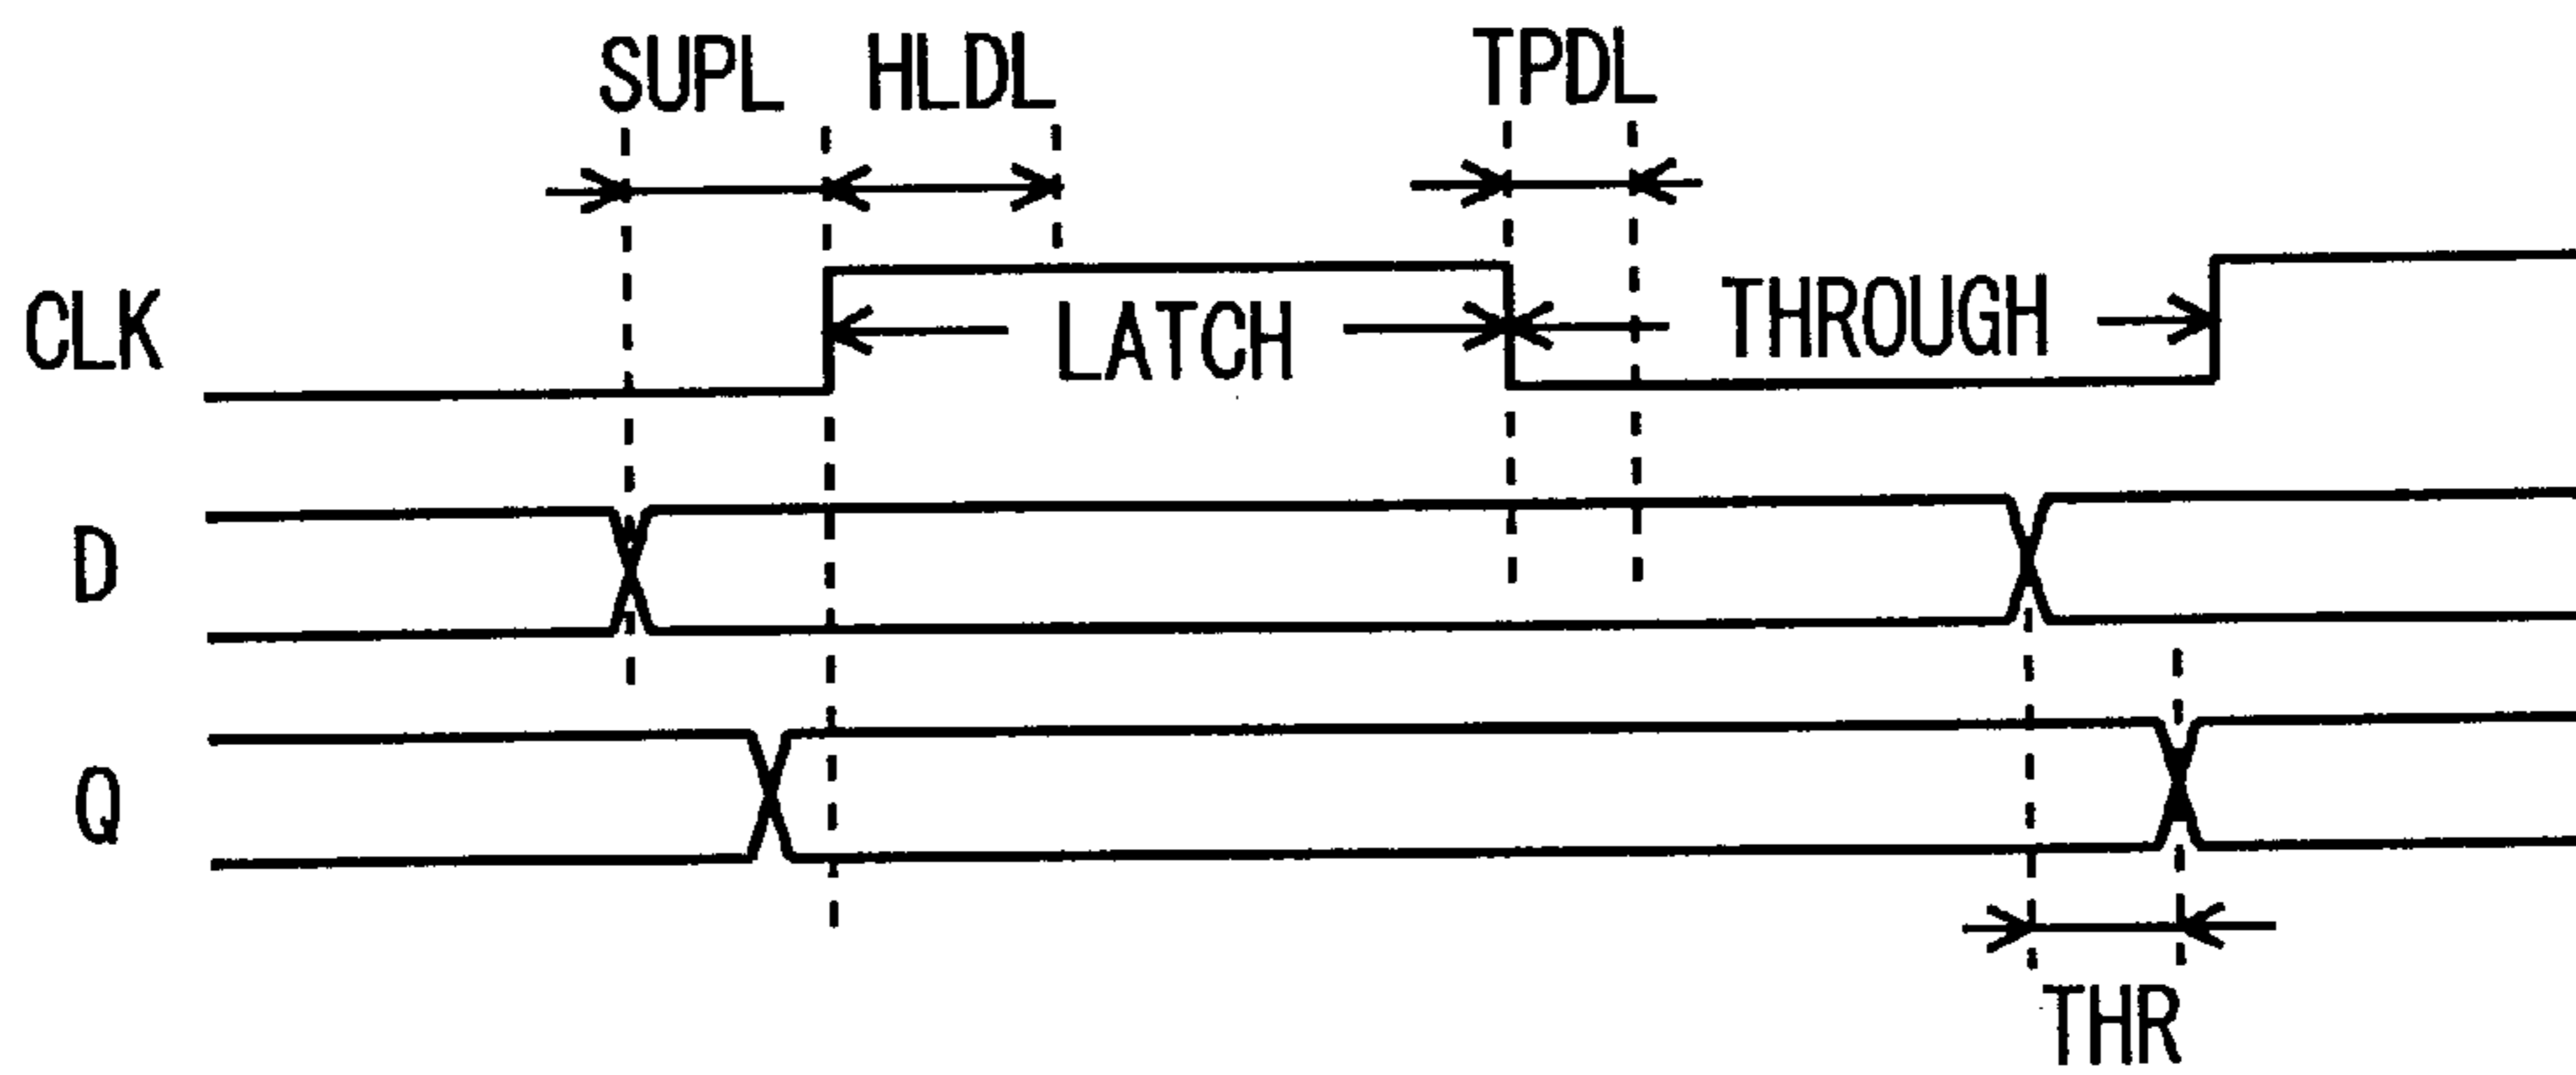 SUPL HLDL TPDL
CLK LATCH THROUGH
D
Q
THR